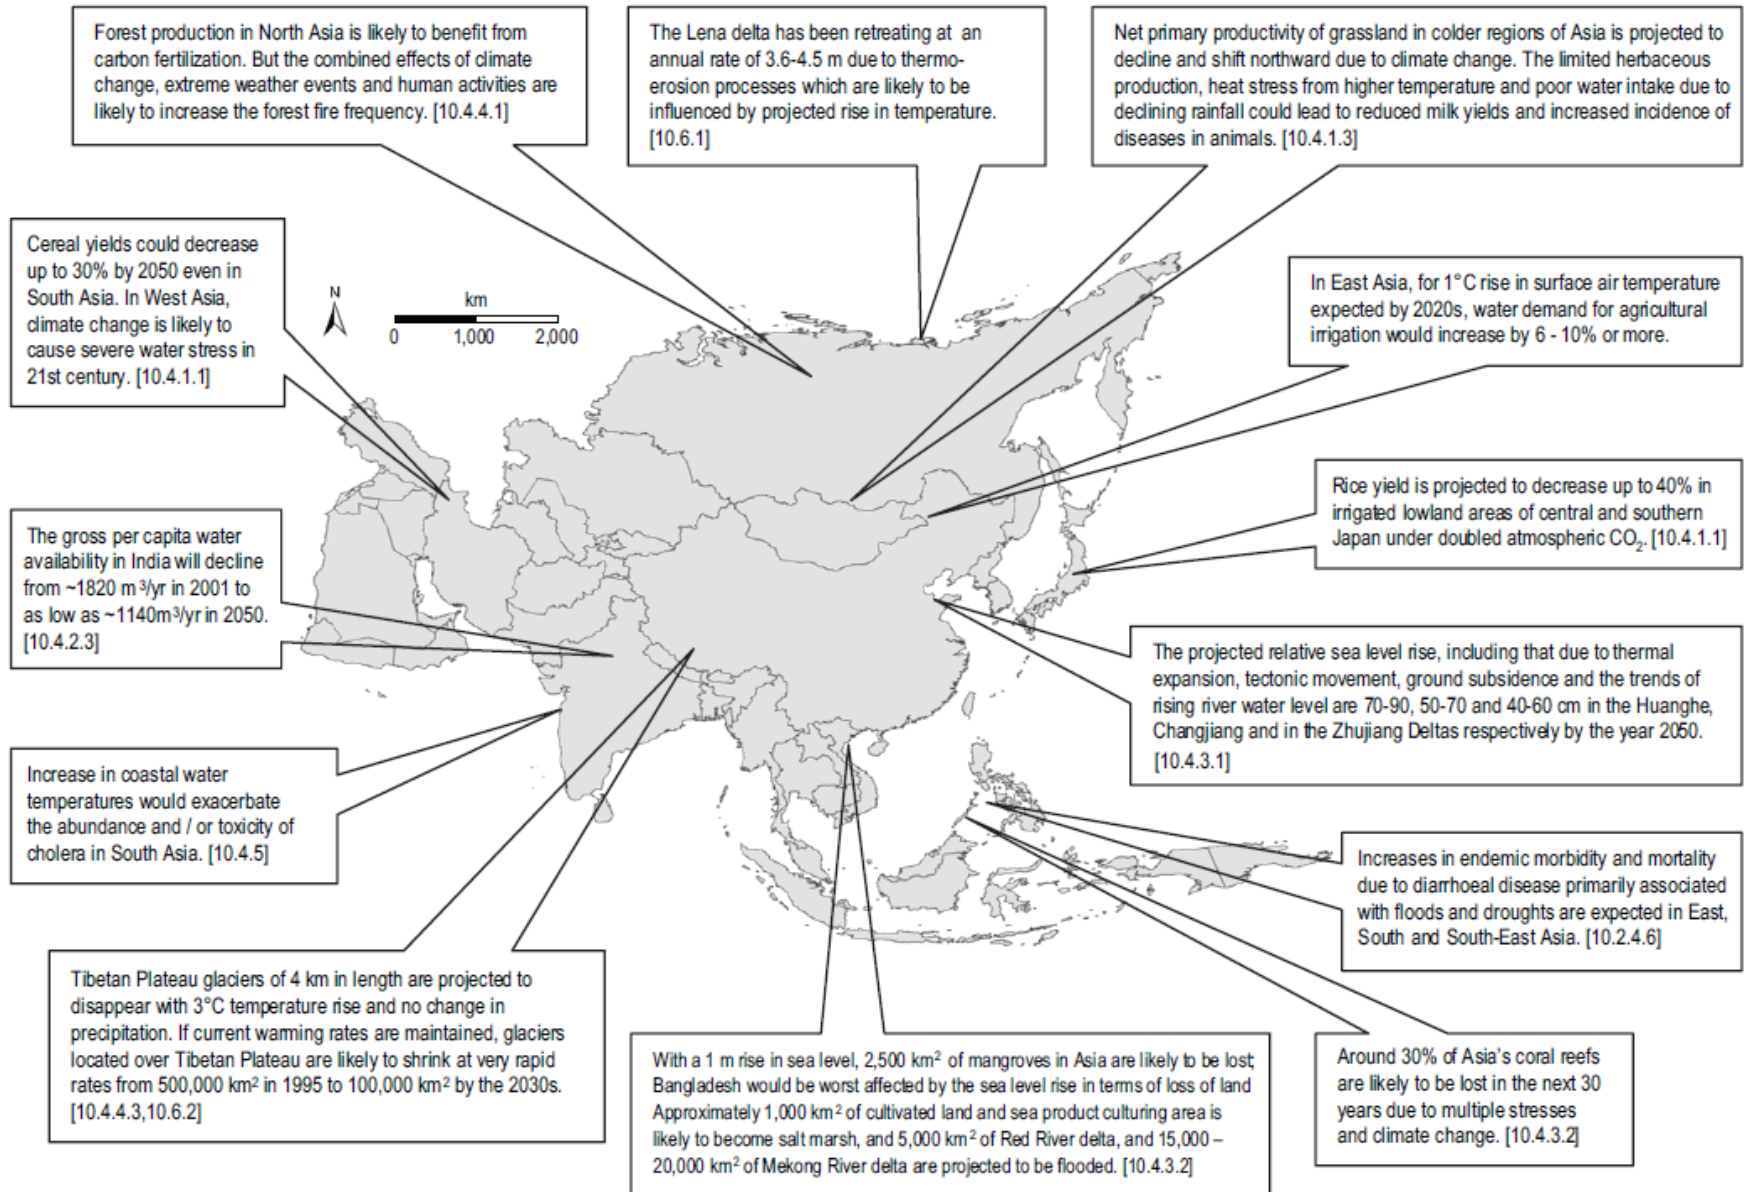 Forest production in North Asia is likely to benefit from
carbon fertilization. But the combined effects of climate
change, extreme weather events and human activities are
likely to increase the forest fire frequency. [10.4.4.1]
The Lena delta has been retreating at an
annual rate of 3.6-4.5 m due to thermo-
erosion processes which are likely to be
influenced by projected rise in temperature.
[10.6.1]
Net primary productivity of grassland in colder regions of Asia is projected to
decline and shift northward due to climate change. The limited herbaceous
production, heat stress from higher temperature and poor water intake due to
declining rainfall could lead to reduced milk yields and increased incidence of
diseases in animals. [10.4.1.3]
Cereal yields could decrease
up to 30% by 2050 even in
South Asia. In West Asia,
climate change is likely to
cause severe water stress in
21st century. [10.4.1.1]
N
km
0 1,000 2,000
In East Asia, for 1°C rise in surface air temperature
expected by 2020s, water demand for agricultural
irrigation would increase by 6 - 10% or more.
Rice yield is projected to decrease up to 40% in
irrigated lowland areas of central and southern
Japan under doubled atmospheric CO₂. [10.4.1.1]
The gross per capita water
availability in India will decline
from ~1820 m³/yr in 2001 to
as low as ~1140m³/yr in 2050.
[10.4.2.3]
The projected relative sea level rise, including that due to thermal
expansion, tectonic movement, ground subsidence and the trends of
rising river water level are 70-90, 50-70 and 40-60 cm in the Huanghe,
Changjiang and in the Zhujiang Deltas respectively by the year 2050.
[10.4.3.1]
Increase in coastal water
temperatures would exacerbate
the abundance and / or toxicity of
cholera in South Asia. [10.4.5]
Increases in endemic morbidity and mortality
due to diarrhoeal disease primarily associated
with floods and droughts are expected in East,
South and South-East Asia. [10.2.4.6]
Tibetan Plateau glaciers of 4 km in length are projected to
disappear with 3°C temperature rise and no change in
precipitation. If current warming rates are maintained, glaciers
located over Tibetan Plateau are likely to shrink at very rapid
rates from 500,000 km² in 1995 to 100,000 km² by the 2030s.
[10.4.4.3,10.6.2]
With a 1 m rise in sea level, 2,500 km² of mangroves in Asia are likely to be lost;
Bangladesh would be worst affected by the sea level rise in terms of loss of land
Approximately 1,000 km² of cultivated land and sea product culturing area is
likely to become salt marsh, and 5,000 km² of Red River delta, and 15,000 –
20,000 km² of Mekong River delta are projected to be flooded. [10.4.3.2]
Around 30% of Asia's coral reefs
are likely to be lost in the next 30
years due to multiple stresses
and climate change. [10.4.3.2]